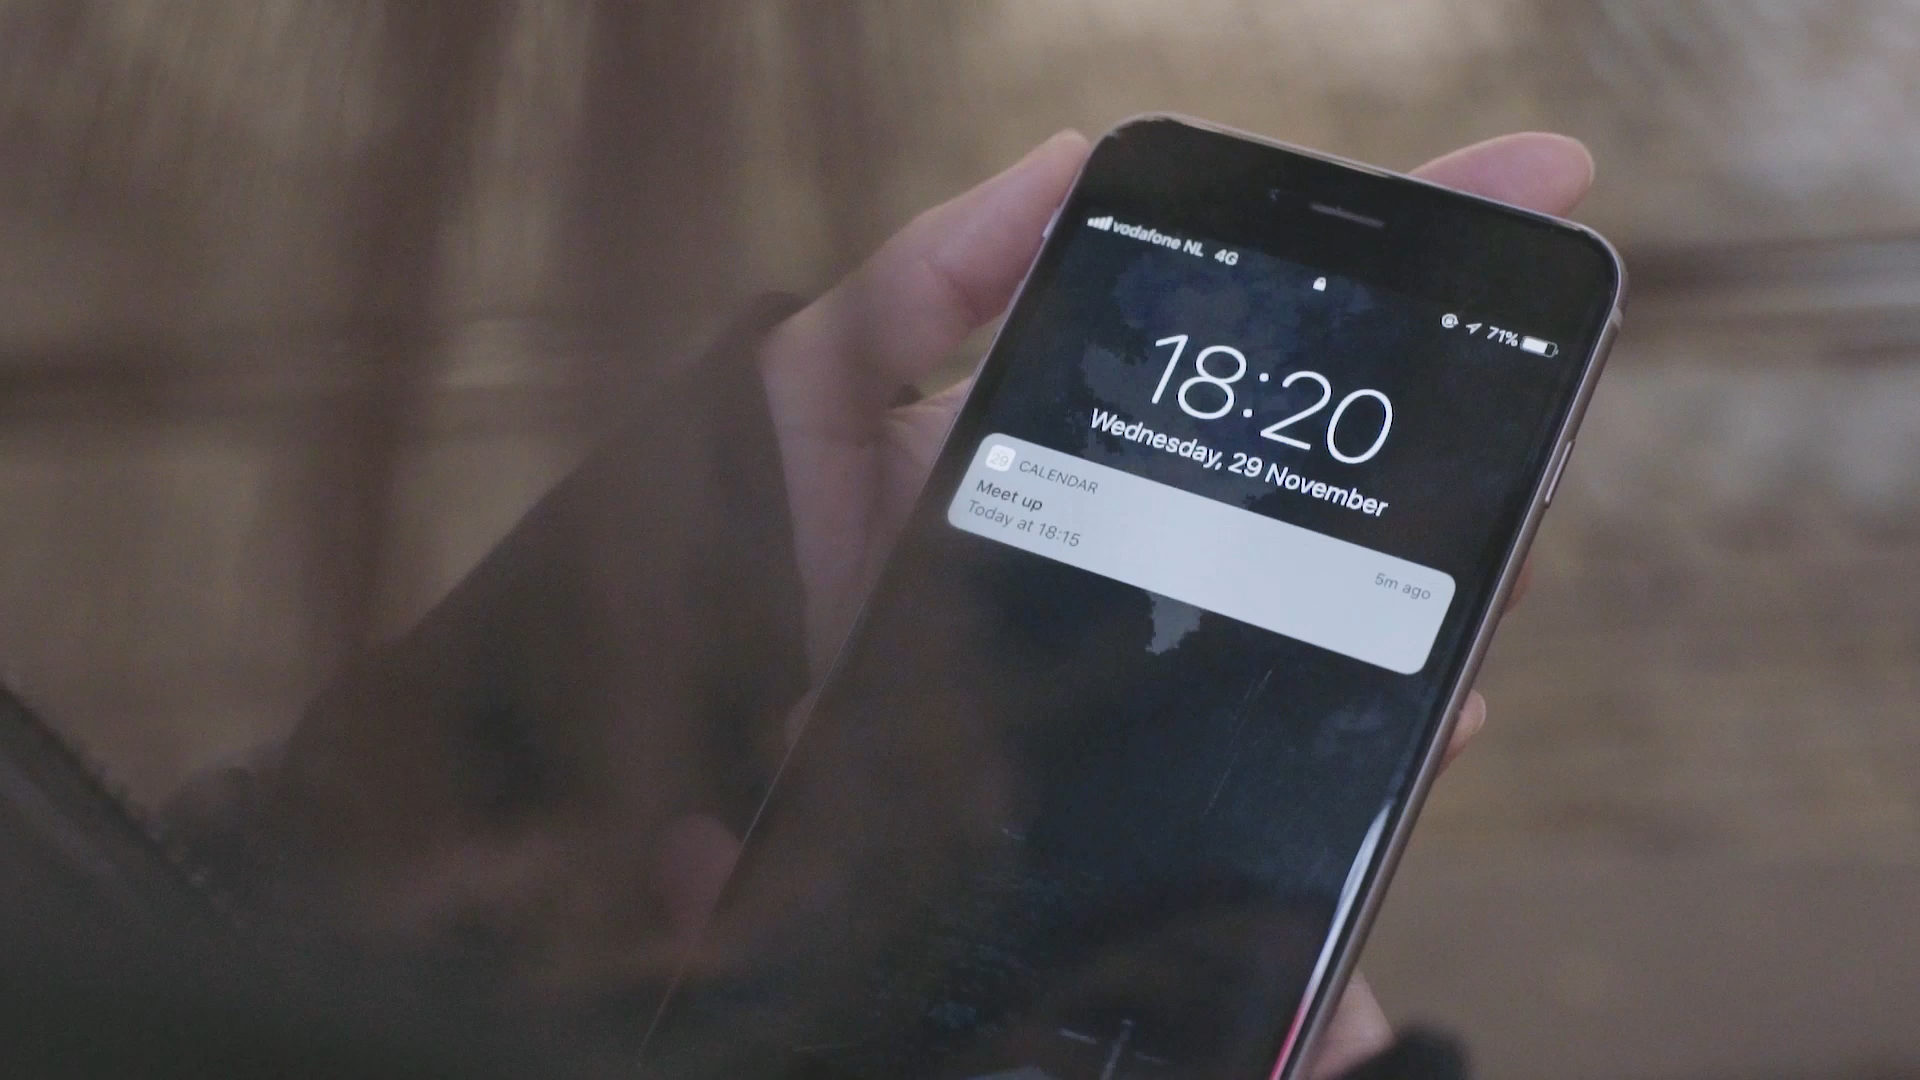 vodafone NL 4G
71%
18:20
Wednesday, 29 November
29 CALENDAR
5m ago
Meet up
Today at 18:15